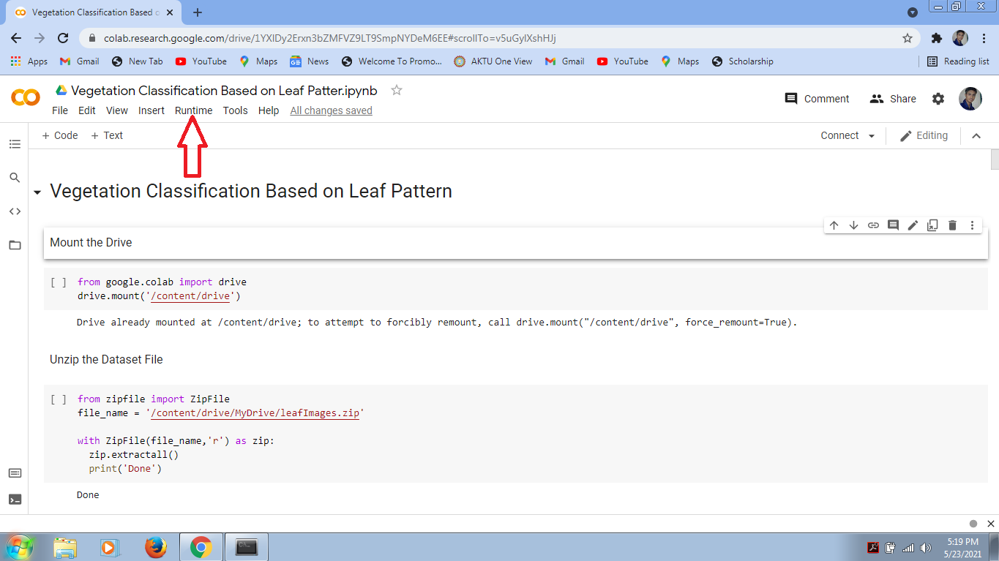 Vegetation Classification Based o
colab.research.google.com/drive/1YXlDy2Erxn3bZMFVZ9LT9SmpNYDeM6EE#scrollTo=v5uGylXshHJj
Apps Gmail New Tab YouTube Maps News Welcome To Promo... AKTU One View Gmail YouTube Maps Scholarship Reading list
Vegetation Classification Based on Leaf Patter.ipynb
Comment Share
File Edit View Insert Runtime Tools Help All changes saved
+ Code + Text Connect Editing
Vegetation Classification Based on Leaf Pattern
Mount the Drive
[ ] from google.colab import drive
drive.mount('/content/drive')
Drive already mounted at /content/drive; to attempt to forcibly remount, call drive.mount("/content/drive", force_remount=True).
Unzip the Dataset File
[ ] from zipfile import ZipFile
file_name = '/content/drive/MyDrive/leafImages.zip'
with ZipFile(file_name,'r') as zip:
zip.extractall()
print('Done')
Done
5:19 PM
5/23/2021